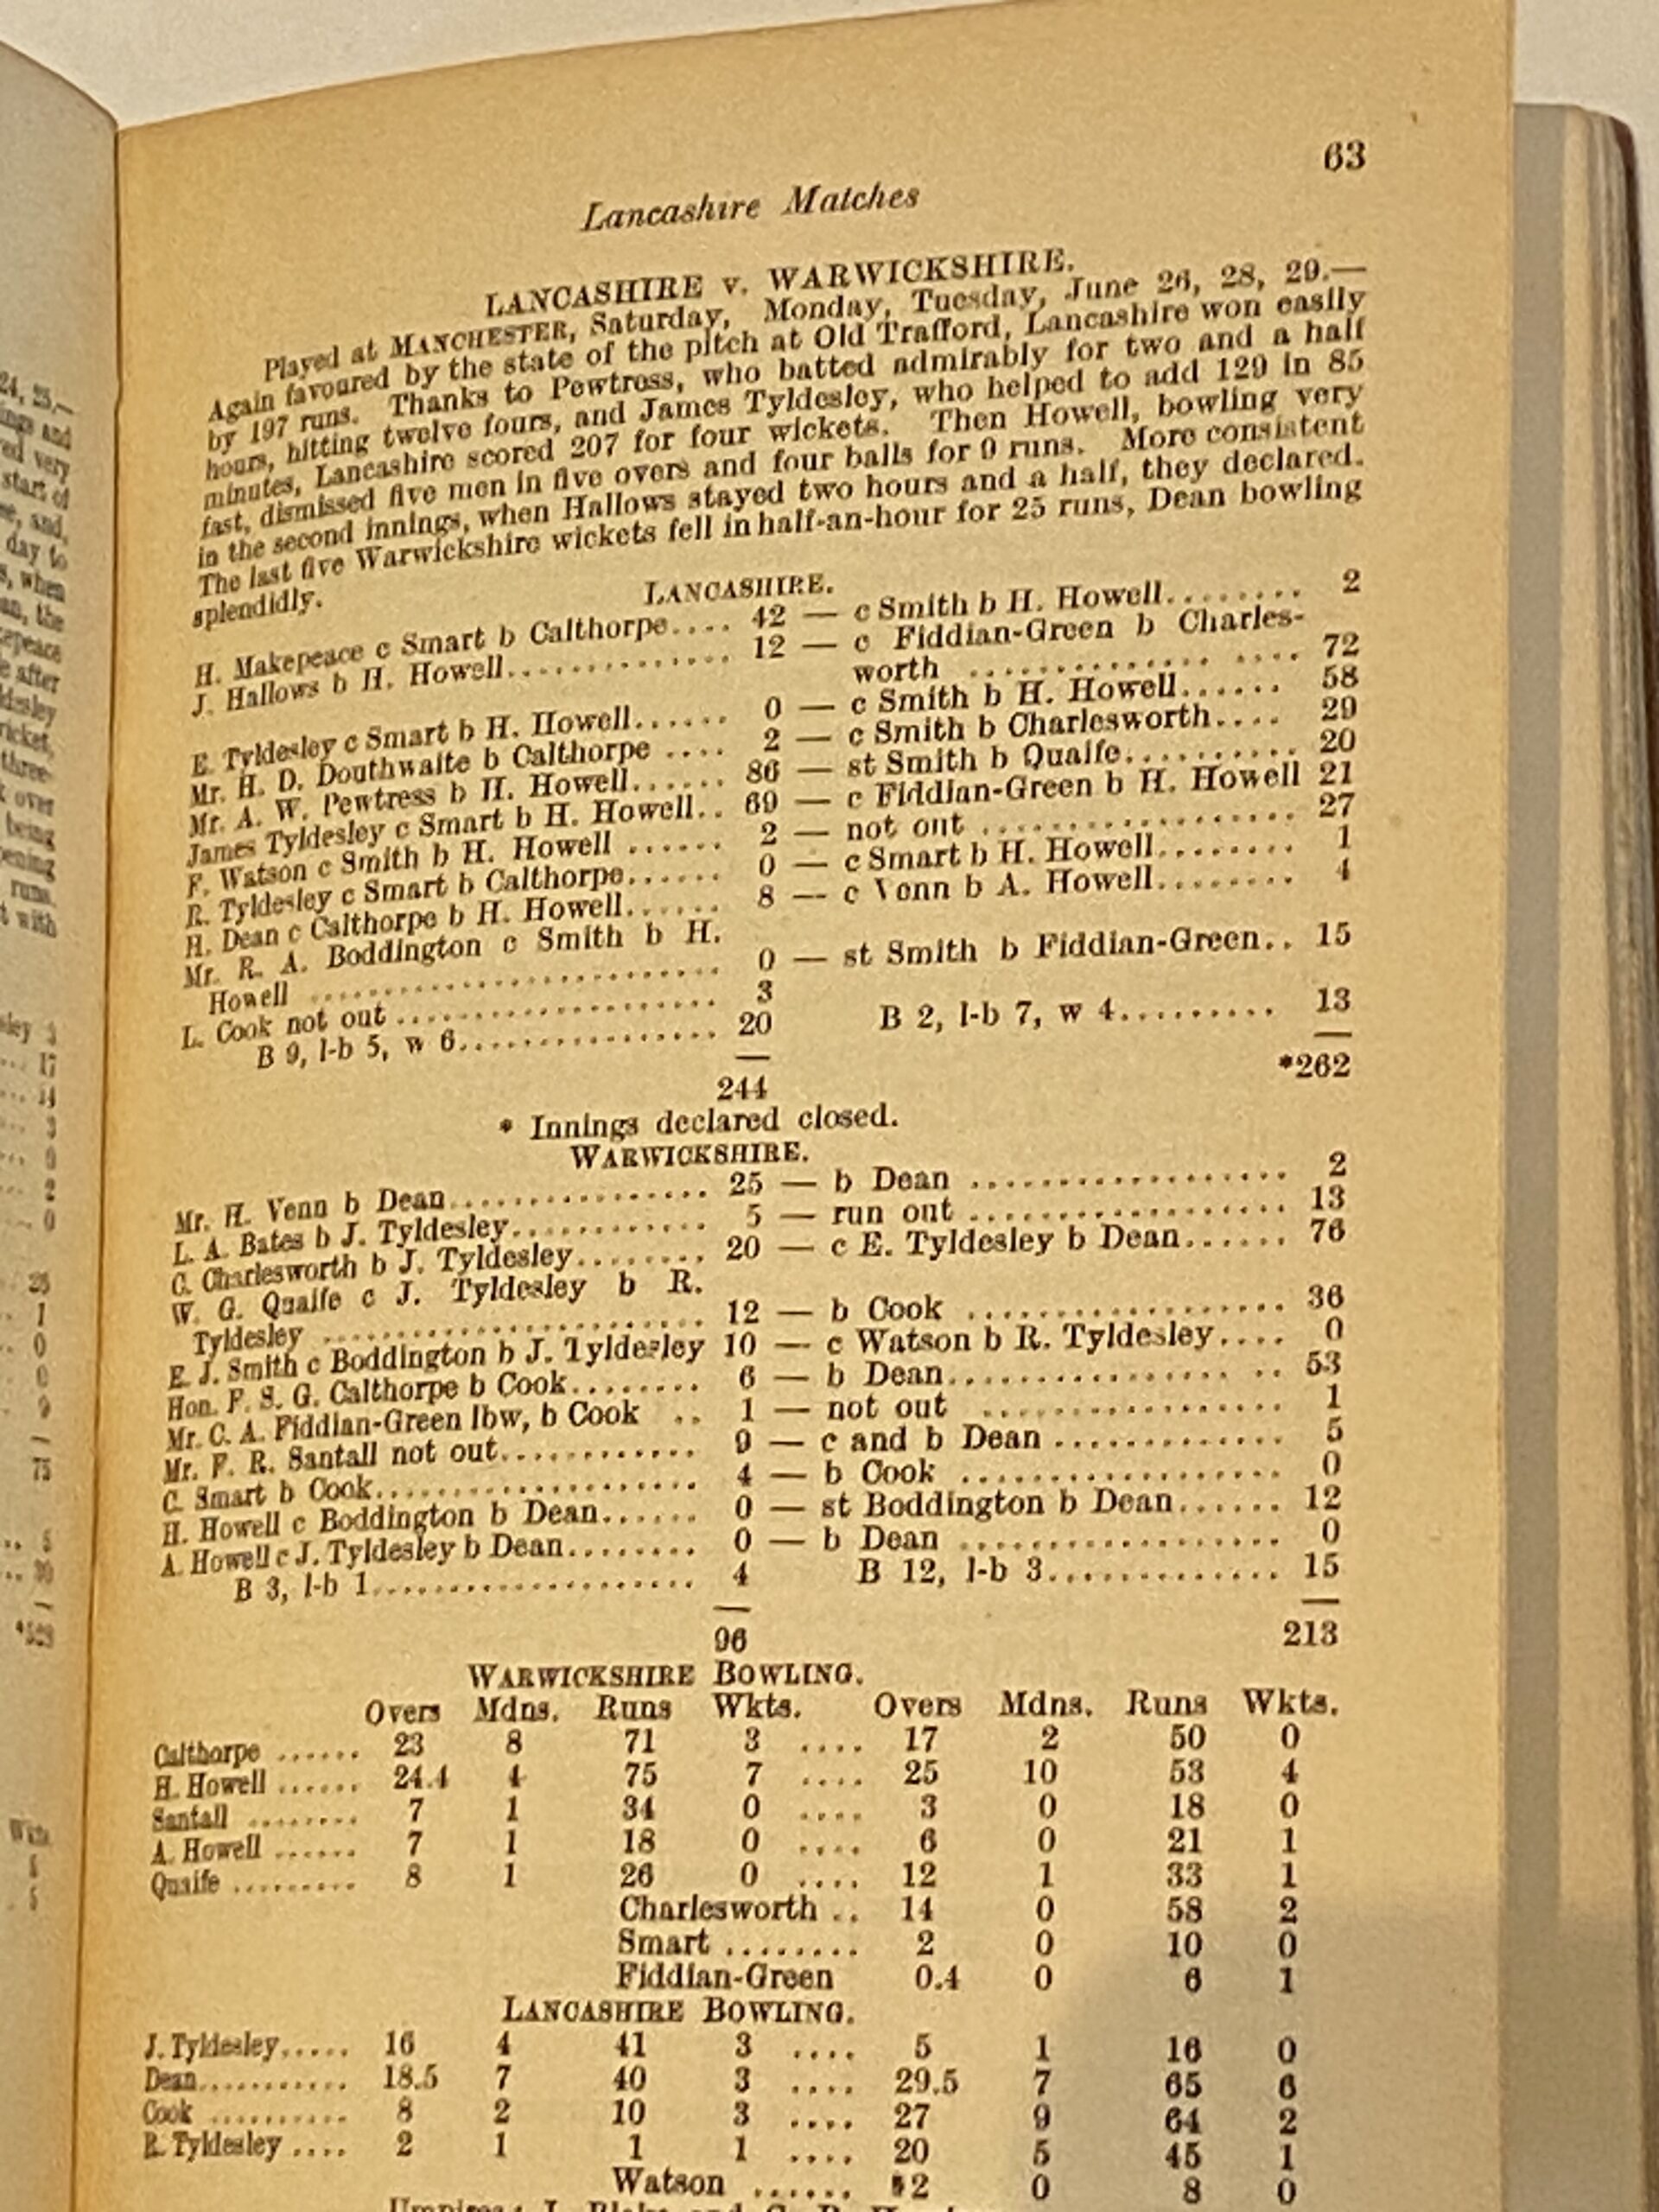 63
Lancashire Matches
LANCASHIRE v. WARWICKSHIRE.
Played at MANCHESTER, Saturday, Monday, Tuesday, June 26, 28, 29.—
Again favoured by the state of the pitch at Old Trafford, Lancashire won easily
by 197 runs. Thanks to Pewtress, who batted admirably for two and a half
hours, hitting twelve fours, and James Tyldesley, who helped to add 129 in 85
minutes, Lancashire scored 207 for four wickets. Then Howell, bowling very
fast, dismissed five men in five overs and four balls for 9 runs. More consistent
in the second innings, when Hallows stayed two hours and a half, they declared.
The last five Warwickshire wickets fell in half-an-hour for 25 runs, Dean bowling
splendidly.
LANCASHIRE.
H. Makepeace c Smart b Calthorpe.... 42 — c Smith b H. Howell........ 2
J. Hallows b H. Howell.............. 12 — c Fiddian-Green b Charles-
worth .................. 72
E. Tyldesley c Smart b H. Howell...... 0 — c Smith b H. Howell...... 58
Mr. H. D. Douthwaite b Calthorpe .... 2 — c Smith b Charlesworth.... 29
Mr. A. W. Pewtress b H. Howell...... 86 — st Smith b Quaife.......... 20
James Tyldesley c Smart b H. Howell.. 69 — c Fiddian-Green b H. Howell 21
F. Watson c Smith b H. Howell ...... 2 — not out .................. 27
R. Tyldesley c Smart b Calthorpe...... 0 — c Smart b H. Howell........ 1
H. Dean c Calthorpe b H. Howell...... 8 — c Venn b A. Howell........ 4
Mr. R. A. Boddington c Smith b H.
Howell .......................... 0 — st Smith b Fiddian-Green.. 15
L. Cook not out .................... 3
B 9, l-b 5, w 6................ 20 B 2, l-b 7, w 4......... 13
244 *262
* Innings declared closed.
WARWICKSHIRE.
Mr. H. Venn b Dean................ 25 — b Dean .................. 2
L. A. Bates b J. Tyldesley............ 5 — run out .................. 13
C. Charlesworth b J. Tyldesley........ 20 — c E. Tyldesley b Dean...... 76
W. G. Quaife c J. Tyldesley b R.
Tyldesley ........................ 12 — b Cook .................. 36
E. J. Smith c Boddington b J. Tyldesley 10 — c Watson b R. Tyldesley.... 0
Hon. F. S. G. Calthorpe b Cook........ 6 — b Dean.................. 53
Mr. C. A. Fiddian-Green lbw, b Cook .. 1 — not out .................. 1
Mr. F. R. Santall not out............ 9 — c and b Dean ............. 5
C. Smart b Cook.................... 4 — b Cook .................. 0
H. Howell c Boddington b Dean...... 0 — st Boddington b Dean...... 12
A. Howell c J. Tyldesley b Dean........ 0 — b Dean .................. 0
B 3, l-b 1.................... 4 B 12, l-b 3............. 15
96 213
WARWICKSHIRE BOWLING.
Overs Mdns. Runs Wkts. Overs Mdns. Runs Wkts.
Calthorpe ...... 23 8 71 3 .... 17 2 50 0
H. Howell ...... 24.4 4 75 7 .... 25 10 53 4
Santall ........ 7 1 34 0 .... 3 0 18 0
A. Howell ...... 7 1 18 0 .... 6 0 21 1
Quaife ......... 8 1 26 0 .... 12 1 33 1
Charlesworth .. 14 0 58 2
Smart ........ 2 0 10 0
Fiddian-Green 0.4 0 6 1
LANCASHIRE BOWLING.
J. Tyldesley..... 16 4 41 3 .... 5 1 16 0
Dean........... 18.5 7 40 3 .... 29.5 7 65 6
Cook .......... 8 2 10 3 .... 27 9 64 2
R. Tyldesley .... 2 1 1 1 .... 20 5 45 1
Watson ...... 2 0 8 0